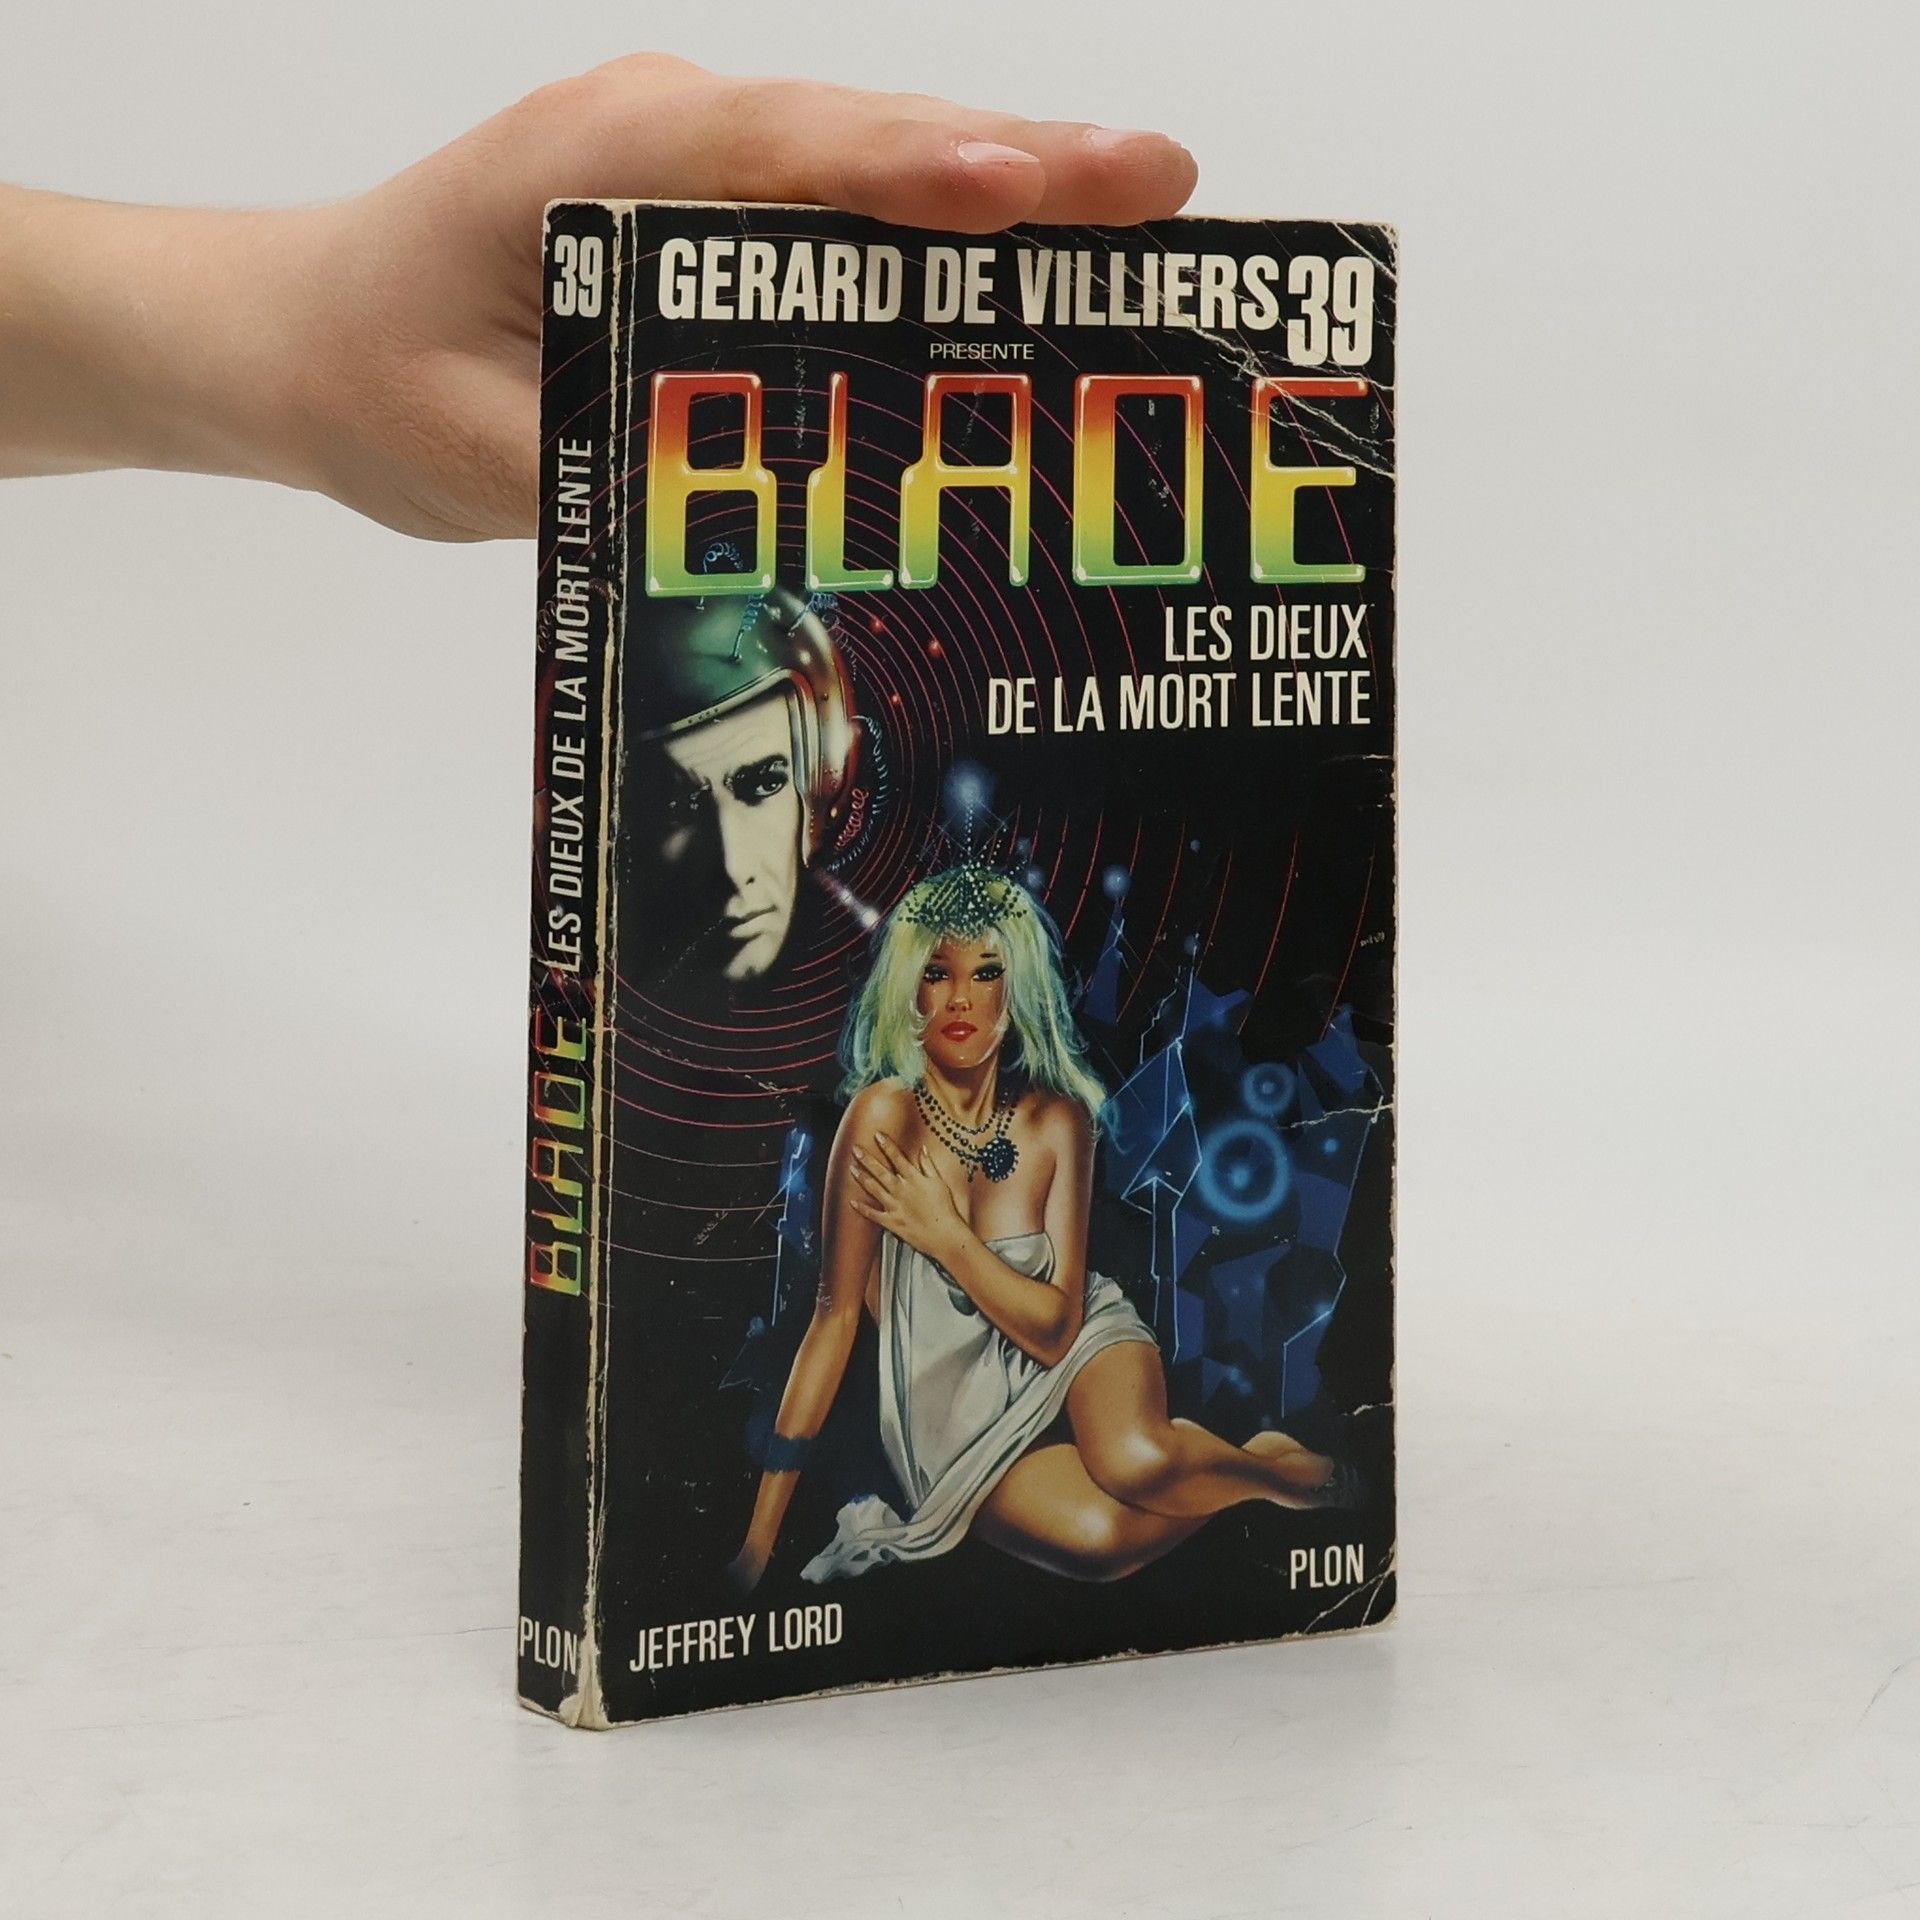 39
LES DIEUX DE LA MORT LENTE
BLADE
PLON
GERARD DE VILLIERS 39
PRESENTE
BLADE
LES DIEUX
DE LA MORT LENTE
PLON
JEFFREY LORD